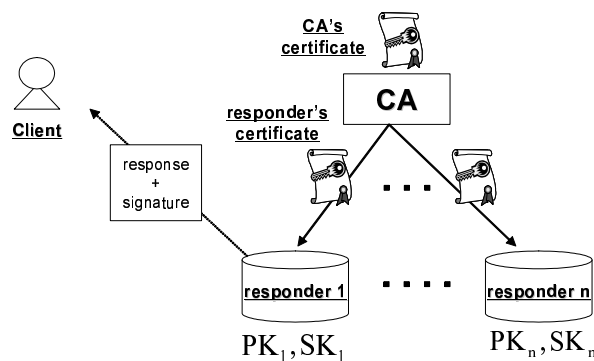 CA's
certificate
CA
responder's
certificate
Client
response
+
signature
responder 1
responder n
PK1,SK1
PKn,SKn